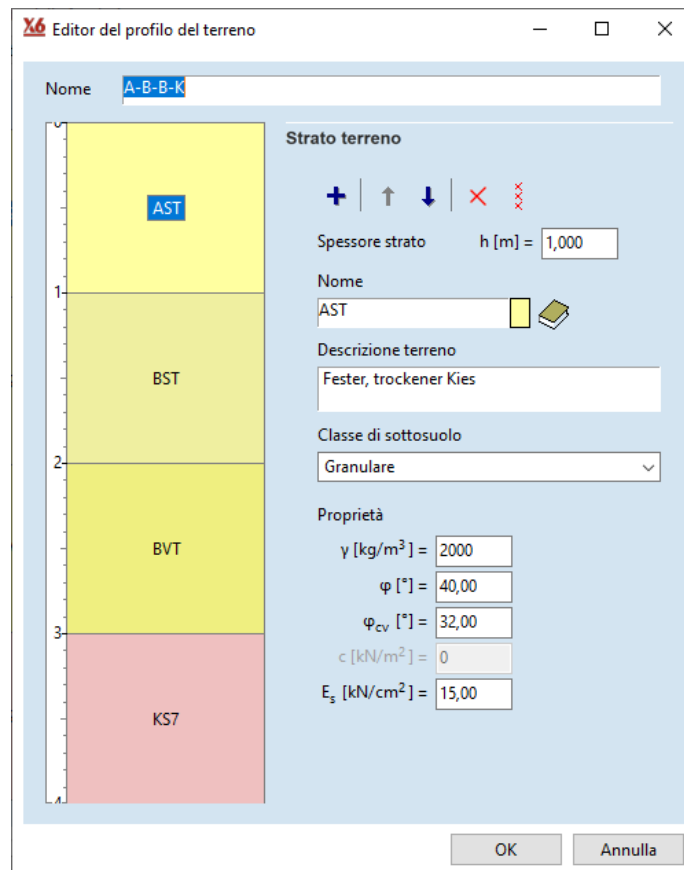 X6 Editor del profilo del terreno
Nome A-B-B-K
0
Strato terreno
AST
Spessore strato h [m] = 1,000
Nome
1
AST
Descrizione terreno
BST
Fester, trockener Kies
Classe di sottosuolo
2
Granulare
Proprietà
BVT
γ [kg/m³] = 2000
φ [°] = 40,00
φcv [°] = 32,00
3
c [kN/m²] = 0
Es [kN/cm²] = 15,00
KS7
4
OK Annulla